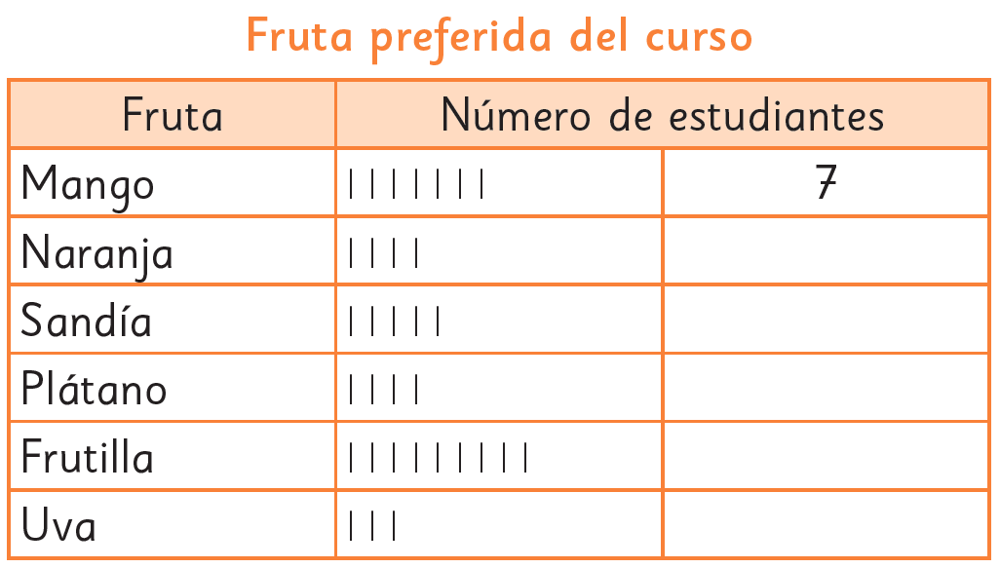 Fruta preferida del curso
Fruta Número de estudiantes
Mango | | | | | | | 7
Naranja | | | |
Sandía | | | | |
Plátano | | | |
Frutilla | | | | | | | | |
Uva | | |